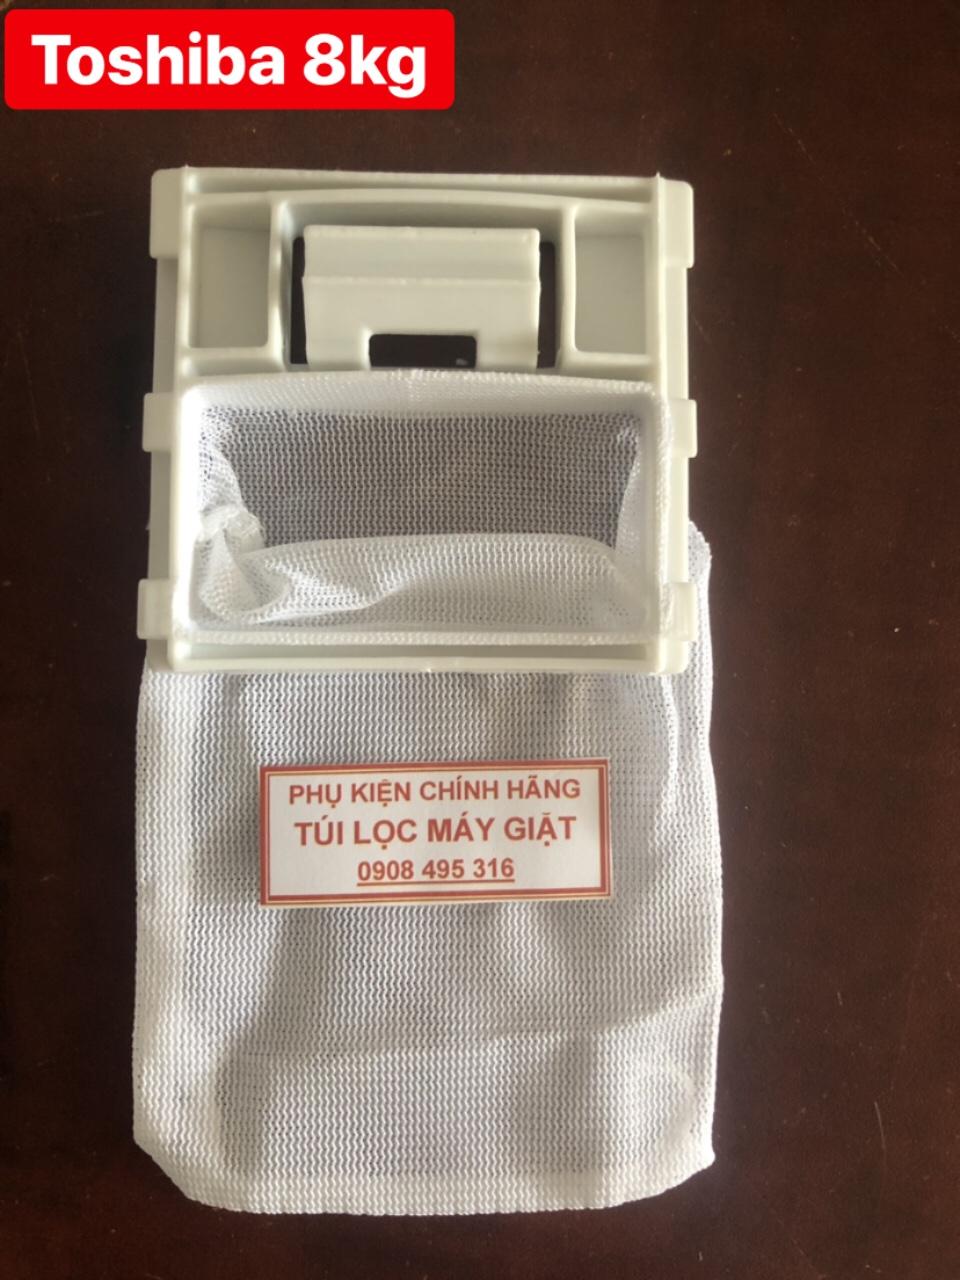 Toshiba 8kg
PHỤ KIỆN CHÍNH HÃNG
TÚI LỌC MÁY GIẶT
0908 495 316